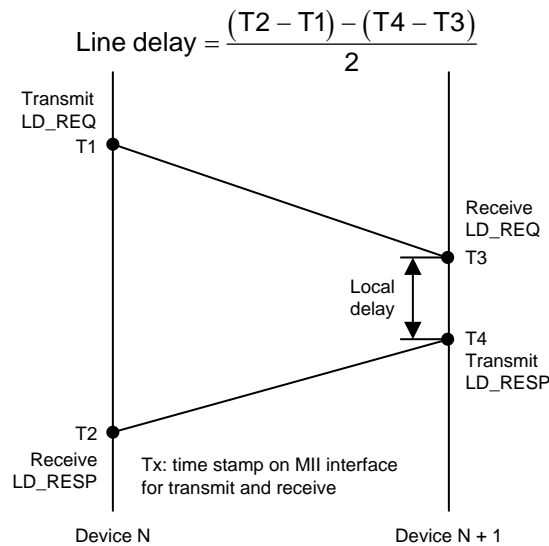 Line delay = (T2 – T1) – (T4 – T3) / 2
Transmit
LD_REQ
T1
Receive
LD_REQ
T3
Local
delay
T4
Transmit
LD_RESP
T2
Receive
LD_RESP
Tx: time stamp on MII interface
for transmit and receive
Device N
Device N + 1